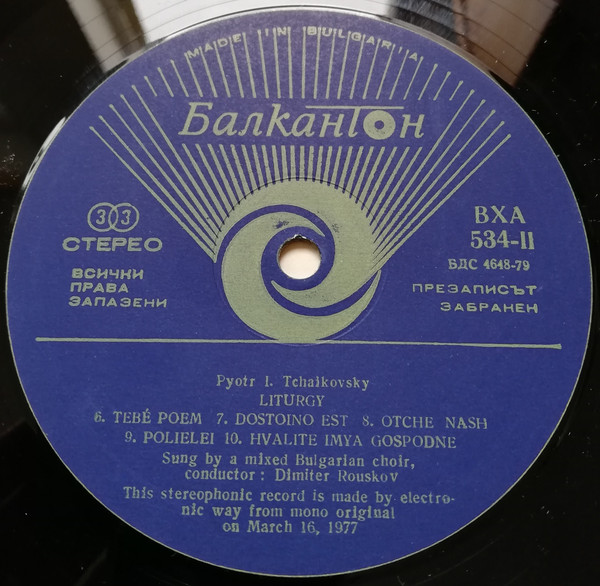 MADE IN BULGARIA
Балкантон
33
СТЕРЕО
ВСИЧКИ
ПРАВА
ЗАПАЗЕНИ
ВХА
534-II
БДС 4648-79
ПРЕЗАПИСЪТ
ЗАБРАНЕН
Pyotr I. Tchaikovsky
LITURGY
6. TEBÉ POEM 7. DOSTOINO EST 8. OTCHE NASH
9. POLIELEI 10. HVALITE IMYA GOSPODNE
Sung by a mixed Bulgarian choir,
conductor: Dimiter Rouskov
This stereophonic record is made by electro-
nic way from mono original
on March 16, 1977